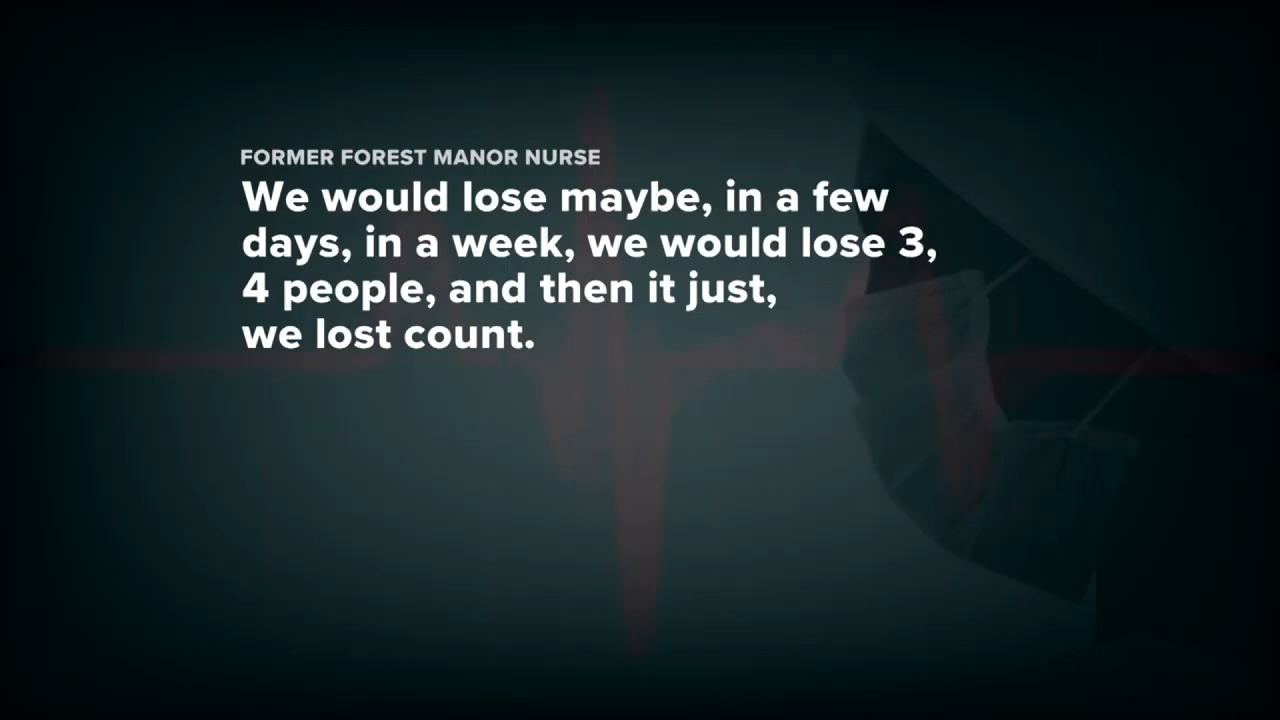 FORMER FOREST MANOR NURSE
We would lose maybe, in a few
days, in a week, we would lose 3,
4 people, and then it just,
we lost count.